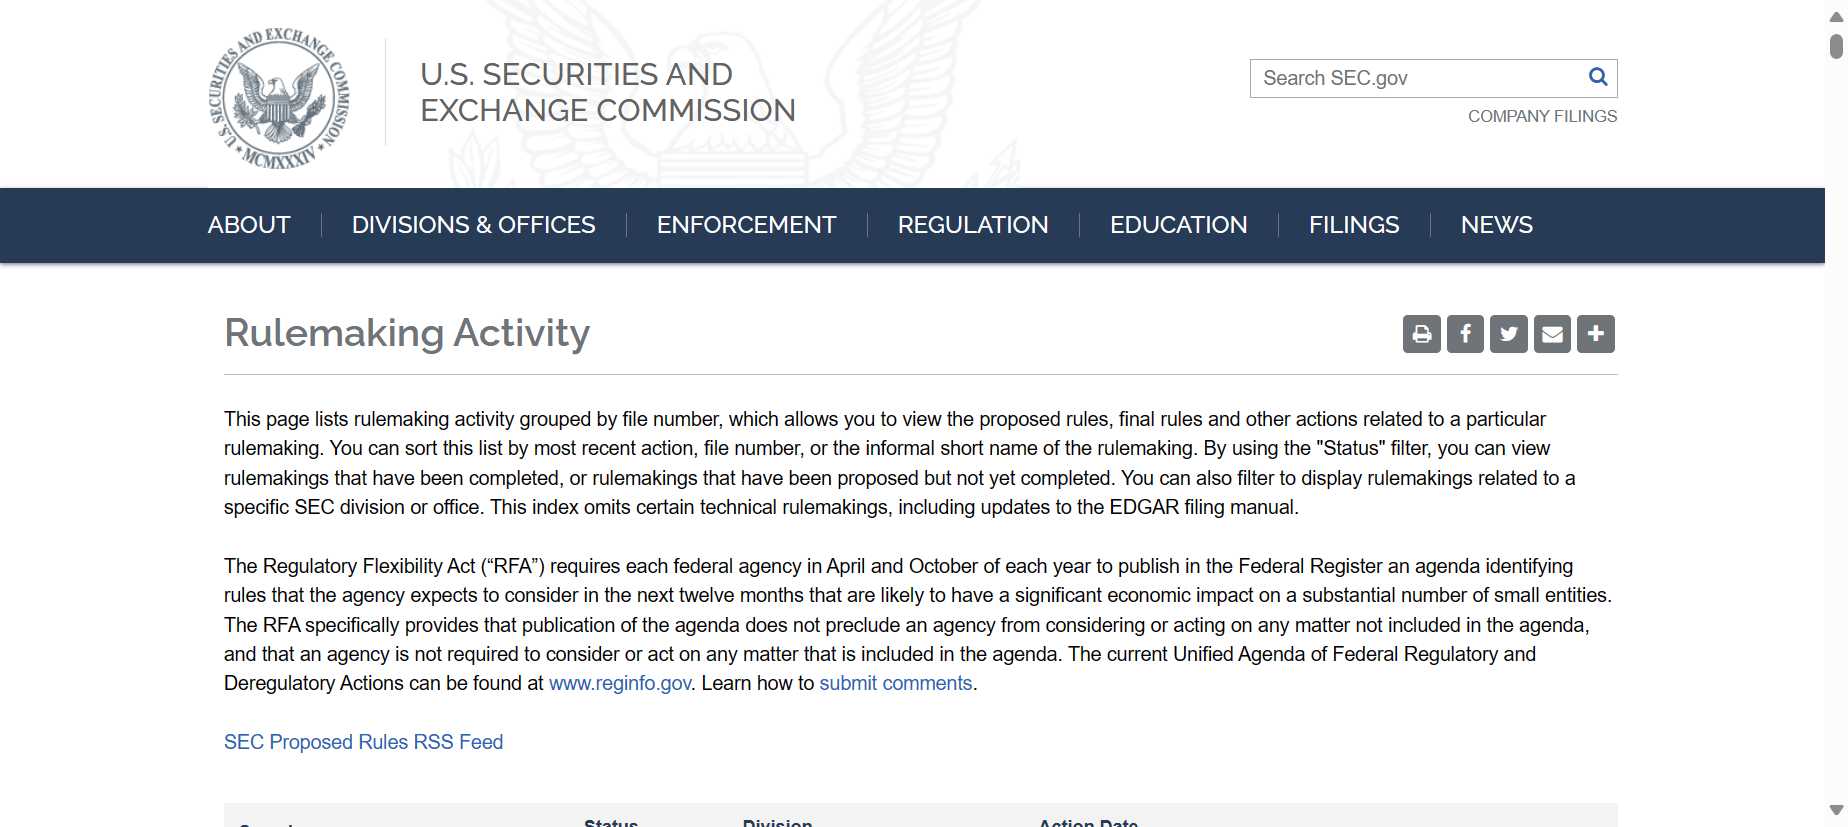 U.S. SECURITIES AND EXCHANGE COMMISSION
MCMXXXIV
U.S. SECURITIES AND
EXCHANGE COMMISSION
Search SEC.gov
COMPANY FILINGS
ABOUT
DIVISIONS & OFFICES
ENFORCEMENT
REGULATION
EDUCATION
FILINGS
NEWS
Rulemaking Activity
This page lists rulemaking activity grouped by file number, which allows you to view the proposed rules, final rules and other actions related to a particular
rulemaking. You can sort this list by most recent action, file number, or the informal short name of the rulemaking. By using the "Status" filter, you can view
rulemakings that have been completed, or rulemakings that have been proposed but not yet completed. You can also filter to display rulemakings related to a
specific SEC division or office. This index omits certain technical rulemakings, including updates to the EDGAR filing manual.
The Regulatory Flexibility Act (“RFA”) requires each federal agency in April and October of each year to publish in the Federal Register an agenda identifying
rules that the agency expects to consider in the next twelve months that are likely to have a significant economic impact on a substantial number of small entities.
The RFA specifically provides that publication of the agenda does not preclude an agency from considering or acting on any matter not included in the agenda,
and that an agency is not required to consider or act on any matter that is included in the agenda. The current Unified Agenda of Federal Regulatory and
Deregulatory Actions can be found at www.reginfo.gov. Learn how to submit comments.
SEC Proposed Rules RSS Feed
Status
Division
Action Date